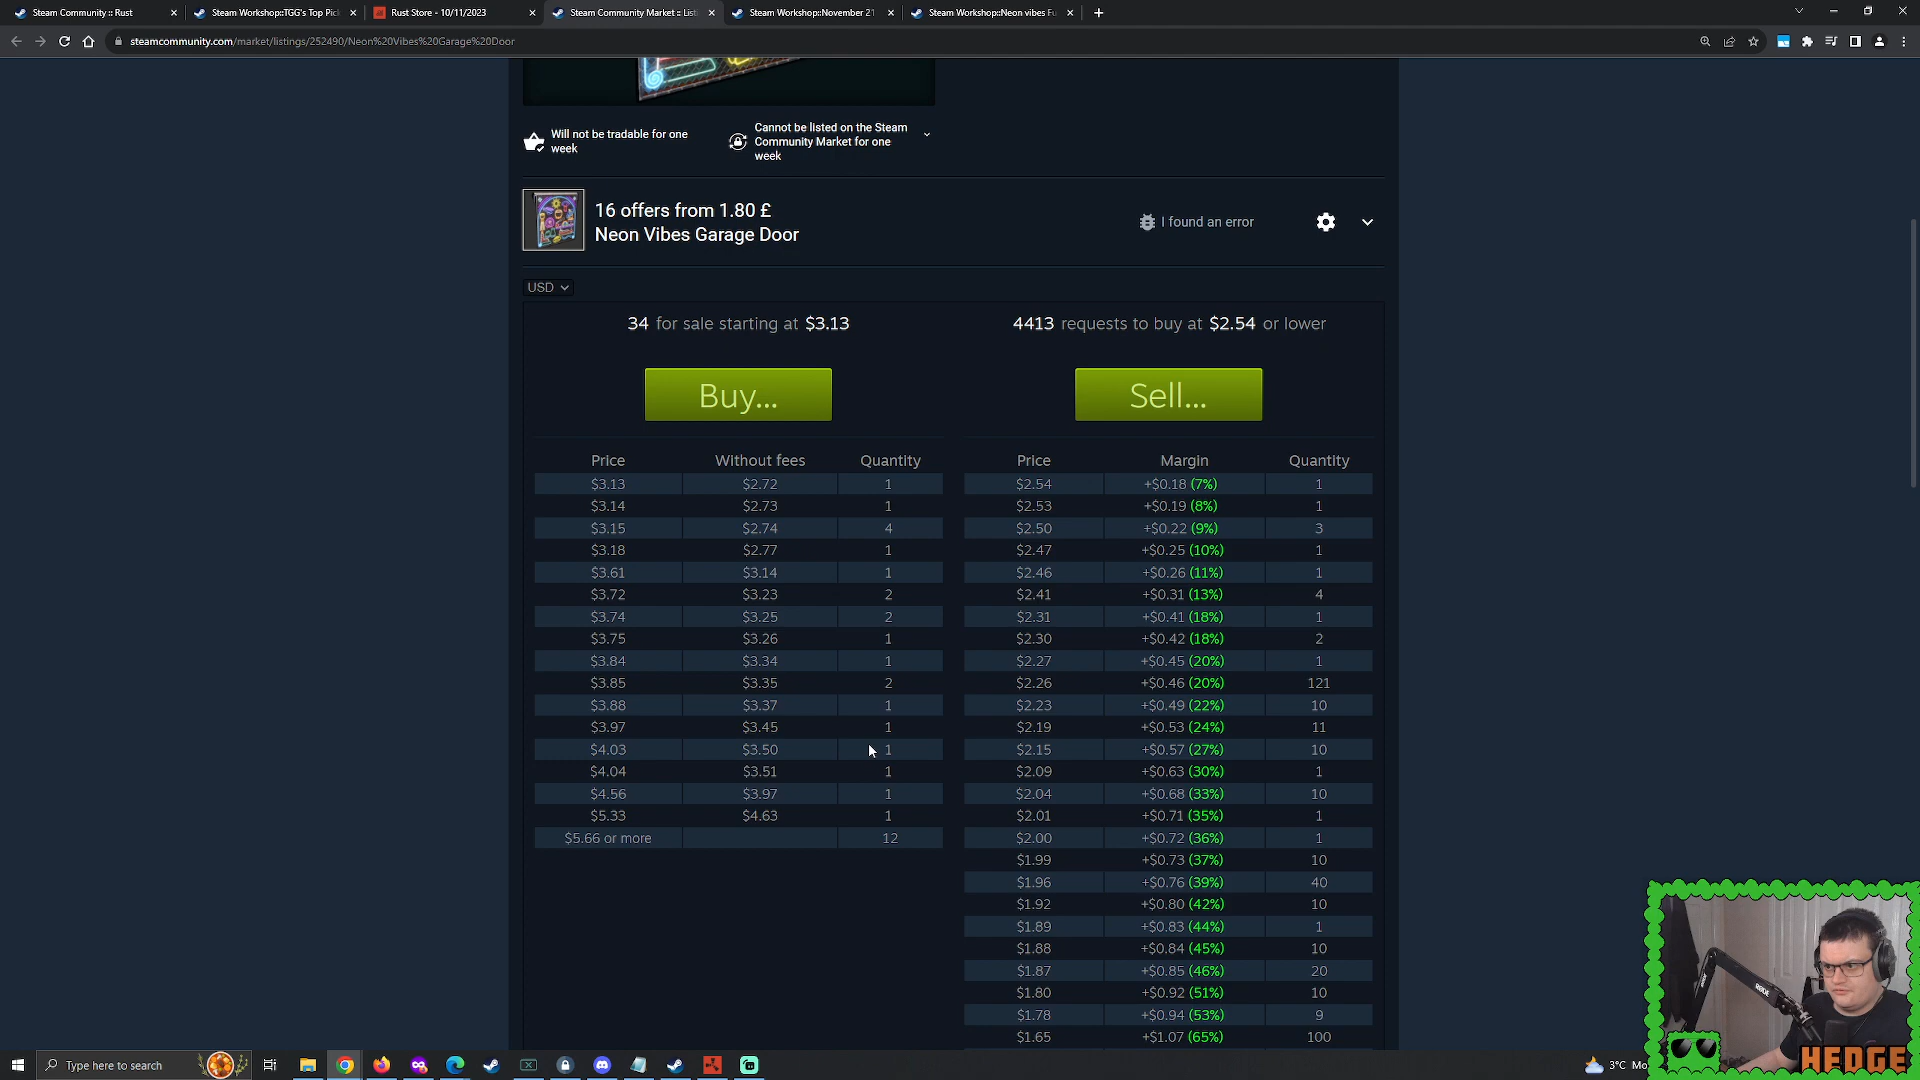 Steam Community :: Rust
Steam Workshop::TGG's Top Pic
Rust Store - 10/11/2023
Steam Community Market :: Listi
Steam Workshop::November 21
Steam Workshop::Neon vibes Fu
steamcommunity.com/market/listings/252490/Neon%20Vibes%20Garage%20Door
Will not be tradable for one week
Cannot be listed on the Steam Community Market for one week
16 offers from 1.80 £
Neon Vibes Garage Door
I found an error
USD
34 for sale starting at $3.13
4413 requests to buy at $2.54 or lower
Buy...
Sell...
Price Without fees Quantity
$3.13 $2.72 1
$3.14 $2.73 1
$3.15 $2.74 4
$3.18 $2.77 1
$3.61 $3.14 1
$3.72 $3.23 2
$3.74 $3.25 2
$3.75 $3.26 1
$3.84 $3.34 1
$3.85 $3.35 2
$3.88 $3.37 1
$3.97 $3.45 1
$4.03 $3.50 1
$4.04 $3.51 1
$4.56 $3.97 1
$5.33 $4.63 1
$5.66 or more 12
Price Margin Quantity
$2.54 +$0.18 (7%) 1
$2.53 +$0.19 (8%) 1
$2.50 +$0.22 (9%) 3
$2.47 +$0.25 (10%) 1
$2.46 +$0.26 (11%) 1
$2.41 +$0.31 (13%) 4
$2.31 +$0.41 (18%) 1
$2.30 +$0.42 (18%) 2
$2.27 +$0.45 (20%) 1
$2.26 +$0.46 (20%) 121
$2.23 +$0.49 (22%) 10
$2.19 +$0.53 (24%) 11
$2.15 +$0.57 (27%) 10
$2.09 +$0.63 (30%) 1
$2.04 +$0.68 (33%) 10
$2.01 +$0.71 (35%) 1
$2.00 +$0.72 (36%) 1
$1.99 +$0.73 (37%) 10
$1.96 +$0.76 (39%) 40
$1.92 +$0.80 (42%) 10
$1.89 +$0.83 (44%) 1
$1.88 +$0.84 (45%) 10
$1.87 +$0.85 (46%) 20
$1.80 +$0.92 (51%) 10
$1.78 +$0.94 (53%) 9
$1.65 +$1.07 (65%) 100
RØDE
HEDGE
Type here to search
3°C Mo